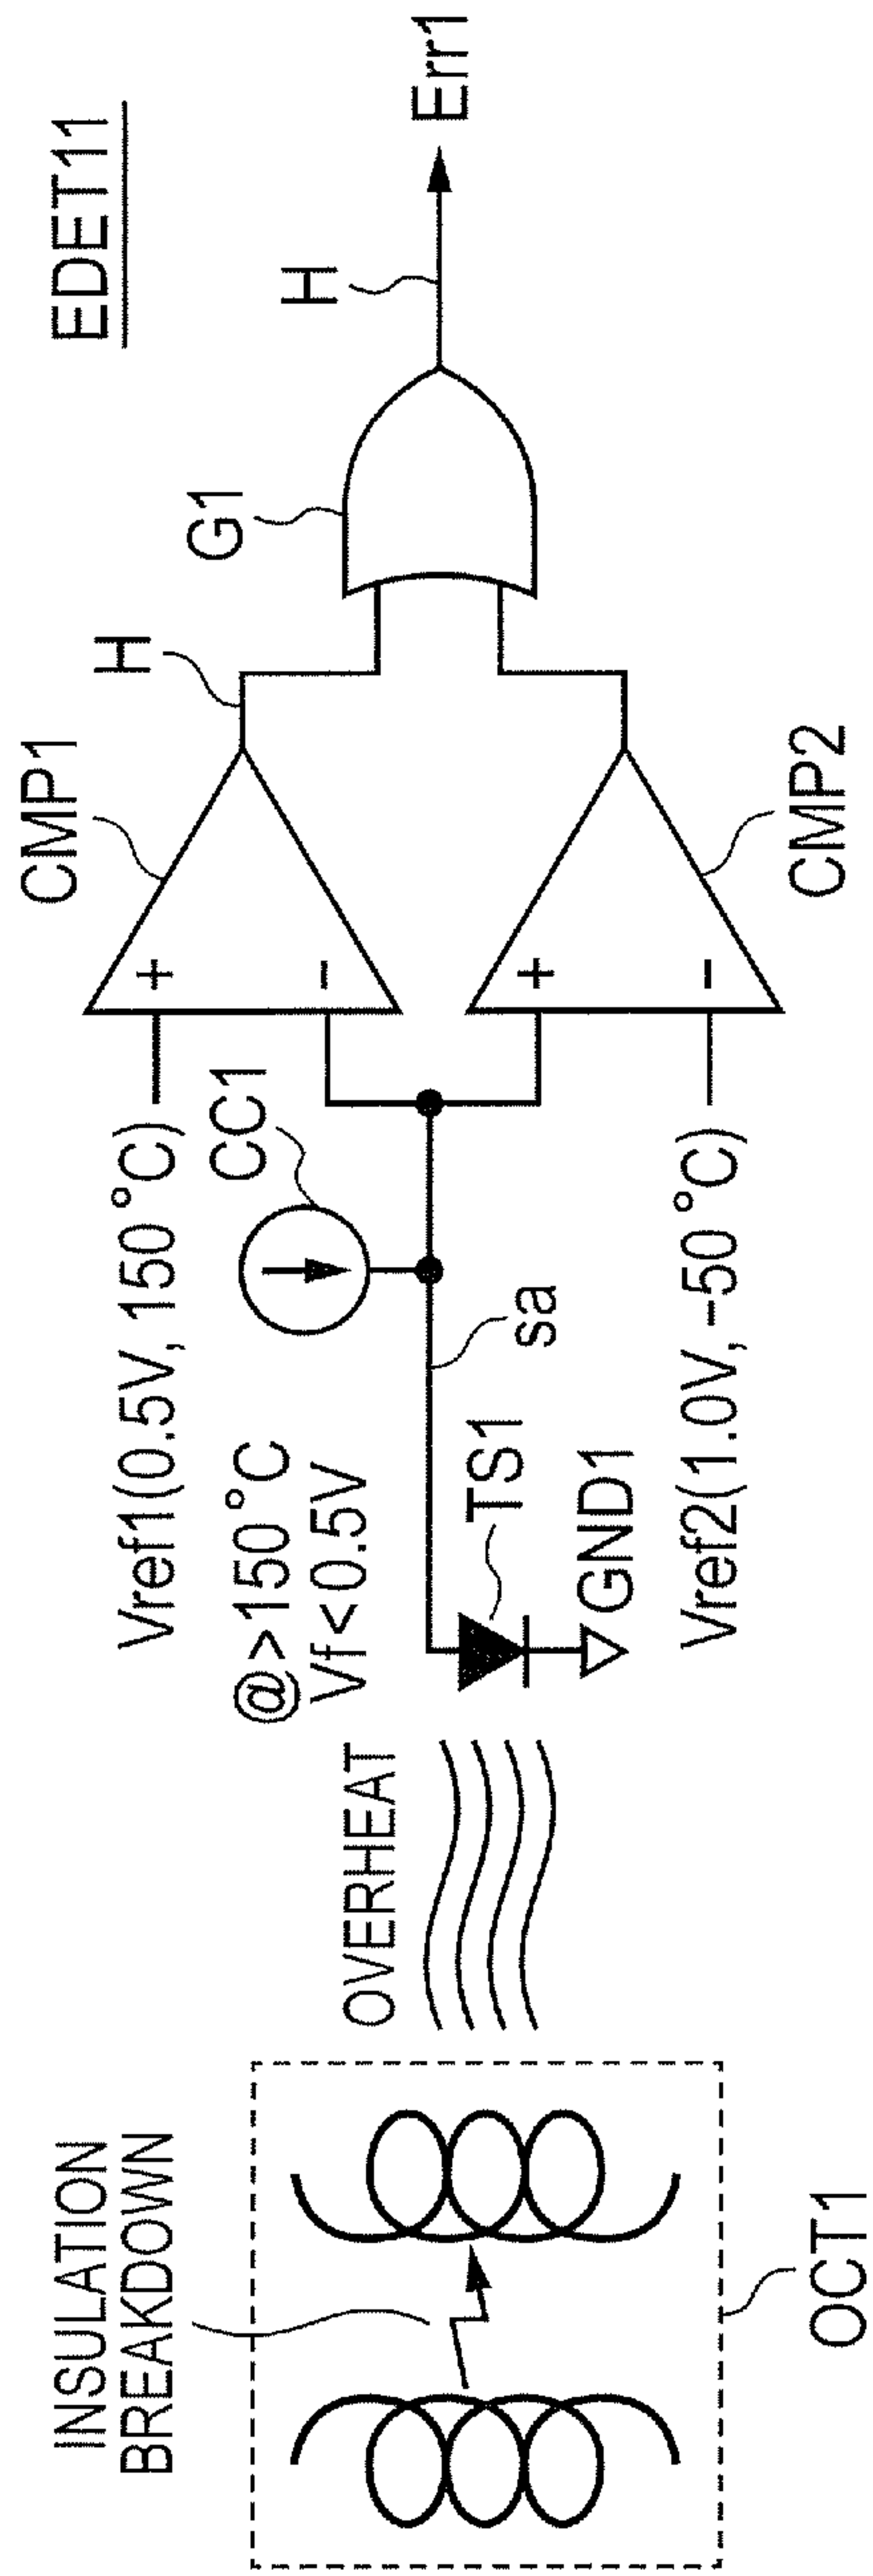 EDET11
INSULATION
BREAKDOWN
OCT1
OVERHEAT
@>150°C
Vf<0.5V
TS1
GND1
sa
CC1
Vref1(0.5V, 150°C)
Vref2(1.0V, -50°C)
CMP1
+
-
CMP2
+
-
H
G1
H
Err1